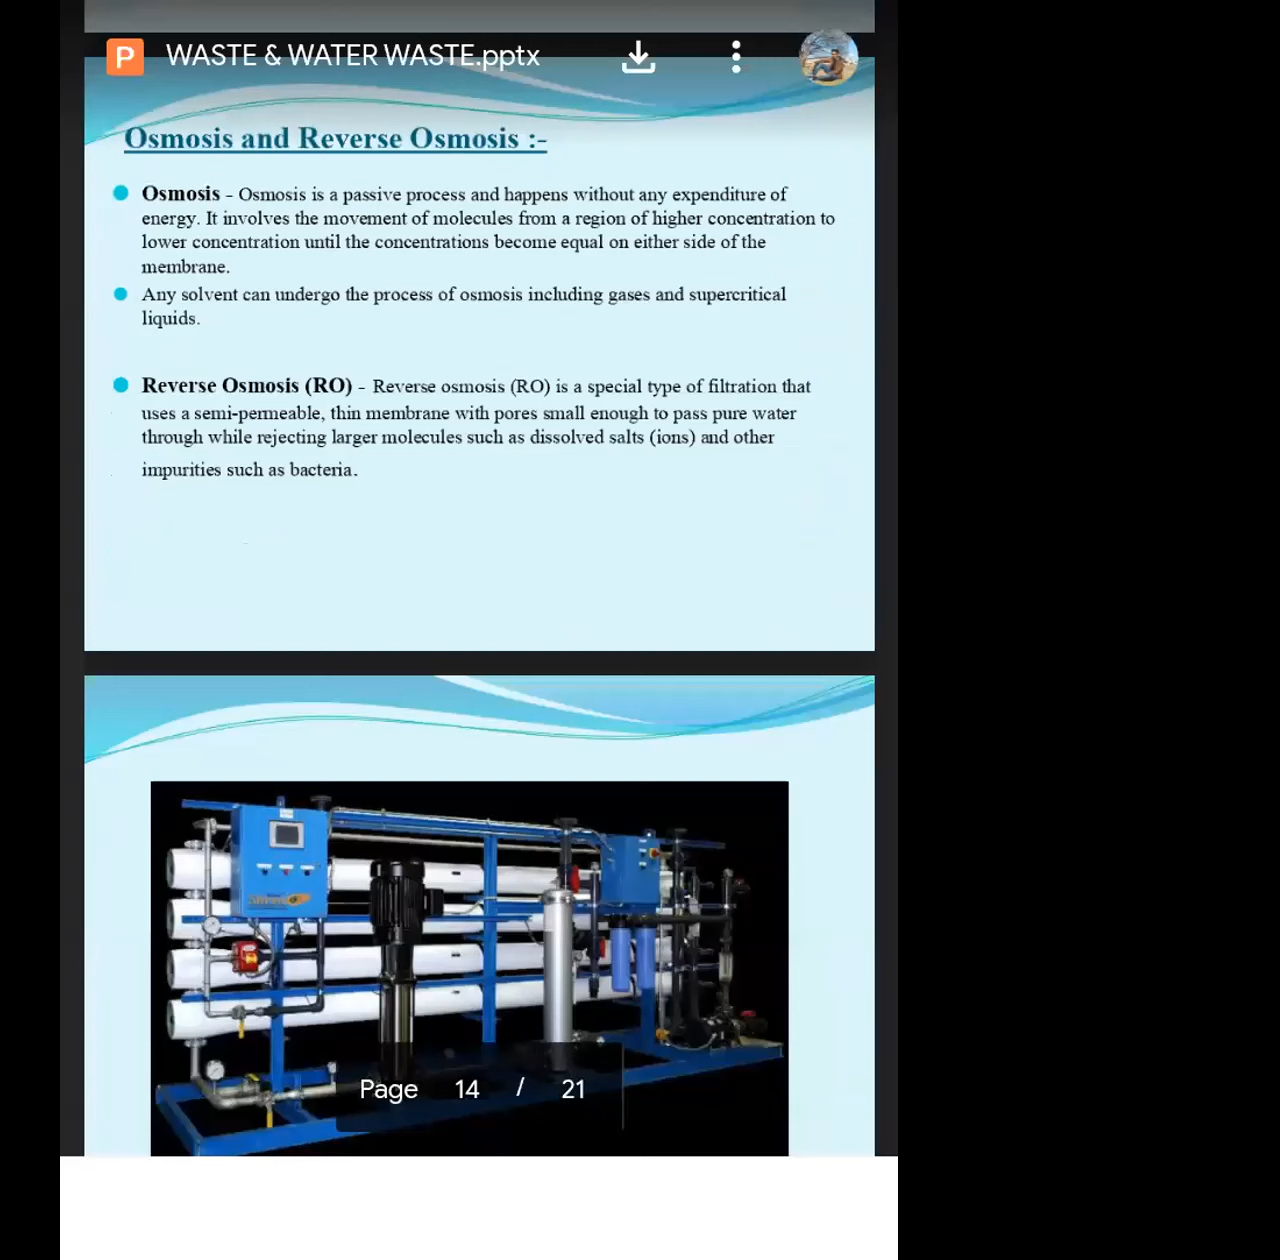 WASTE & WATER WASTE.pptx
Osmosis and Reverse Osmosis :-
Osmosis - Osmosis is a passive process and happens without any expenditure of
energy. It involves the movement of molecules from a region of higher concentration to
lower concentration until the concentrations become equal on either side of the
membrane.
Any solvent can undergo the process of osmosis including gases and supercritical
liquids.
Reverse Osmosis (RO) - Reverse osmosis (RO) is a special type of filtration that
uses a semi-permeable, thin membrane with pores small enough to pass pure water
through while rejecting larger molecules such as dissolved salts (ions) and other
impurities such as bacteria.
Page 14 / 21